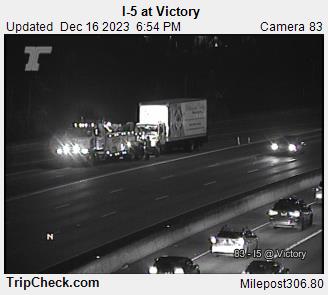 I-5 at Victory
Updated  Dec 16 2023  6:54 PM
Camera 83
T
N
83 - I5 @ Victory
TripCheck.com
Milepost306.80